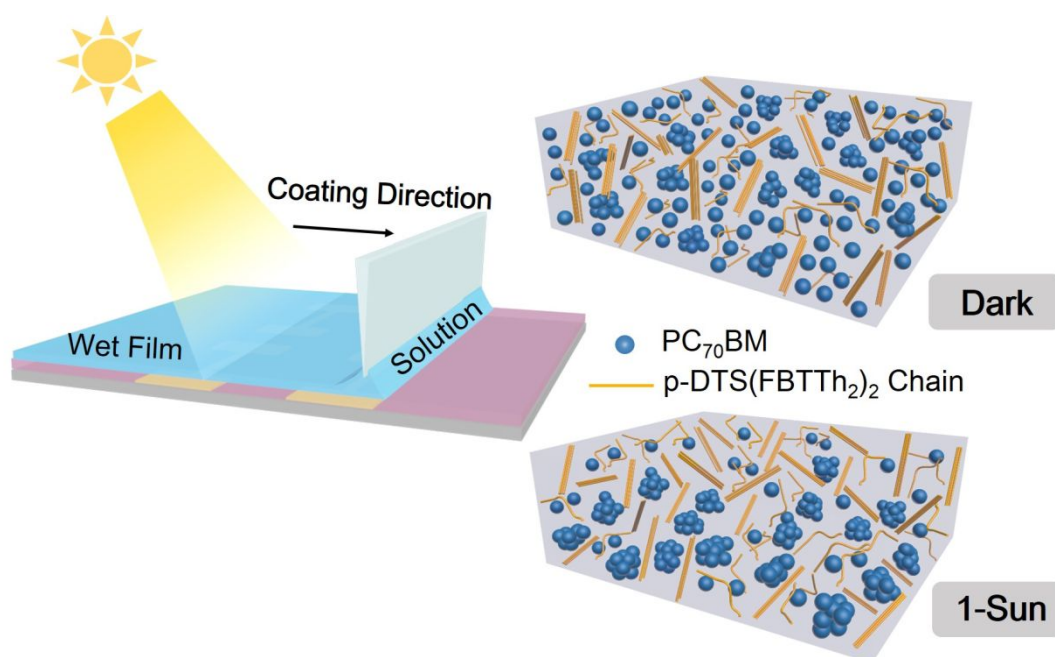 Coating Direction
Wet Film
Solution
Dark
PC₇₀BM
p-DTS(FBTTh₂)₂ Chain
1-Sun